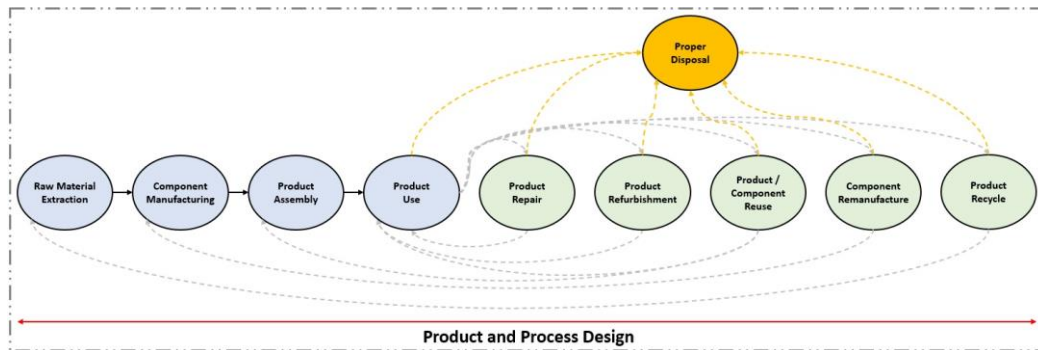 Proper
Disposal
Raw Material
Extraction
Component
Manufacturing
Product
Assembly
Product
Use
Product
Repair
Product
Refurbishment
Product /
Component
Reuse
Component
Remanufacture
Product
Recycle
Product and Process Design